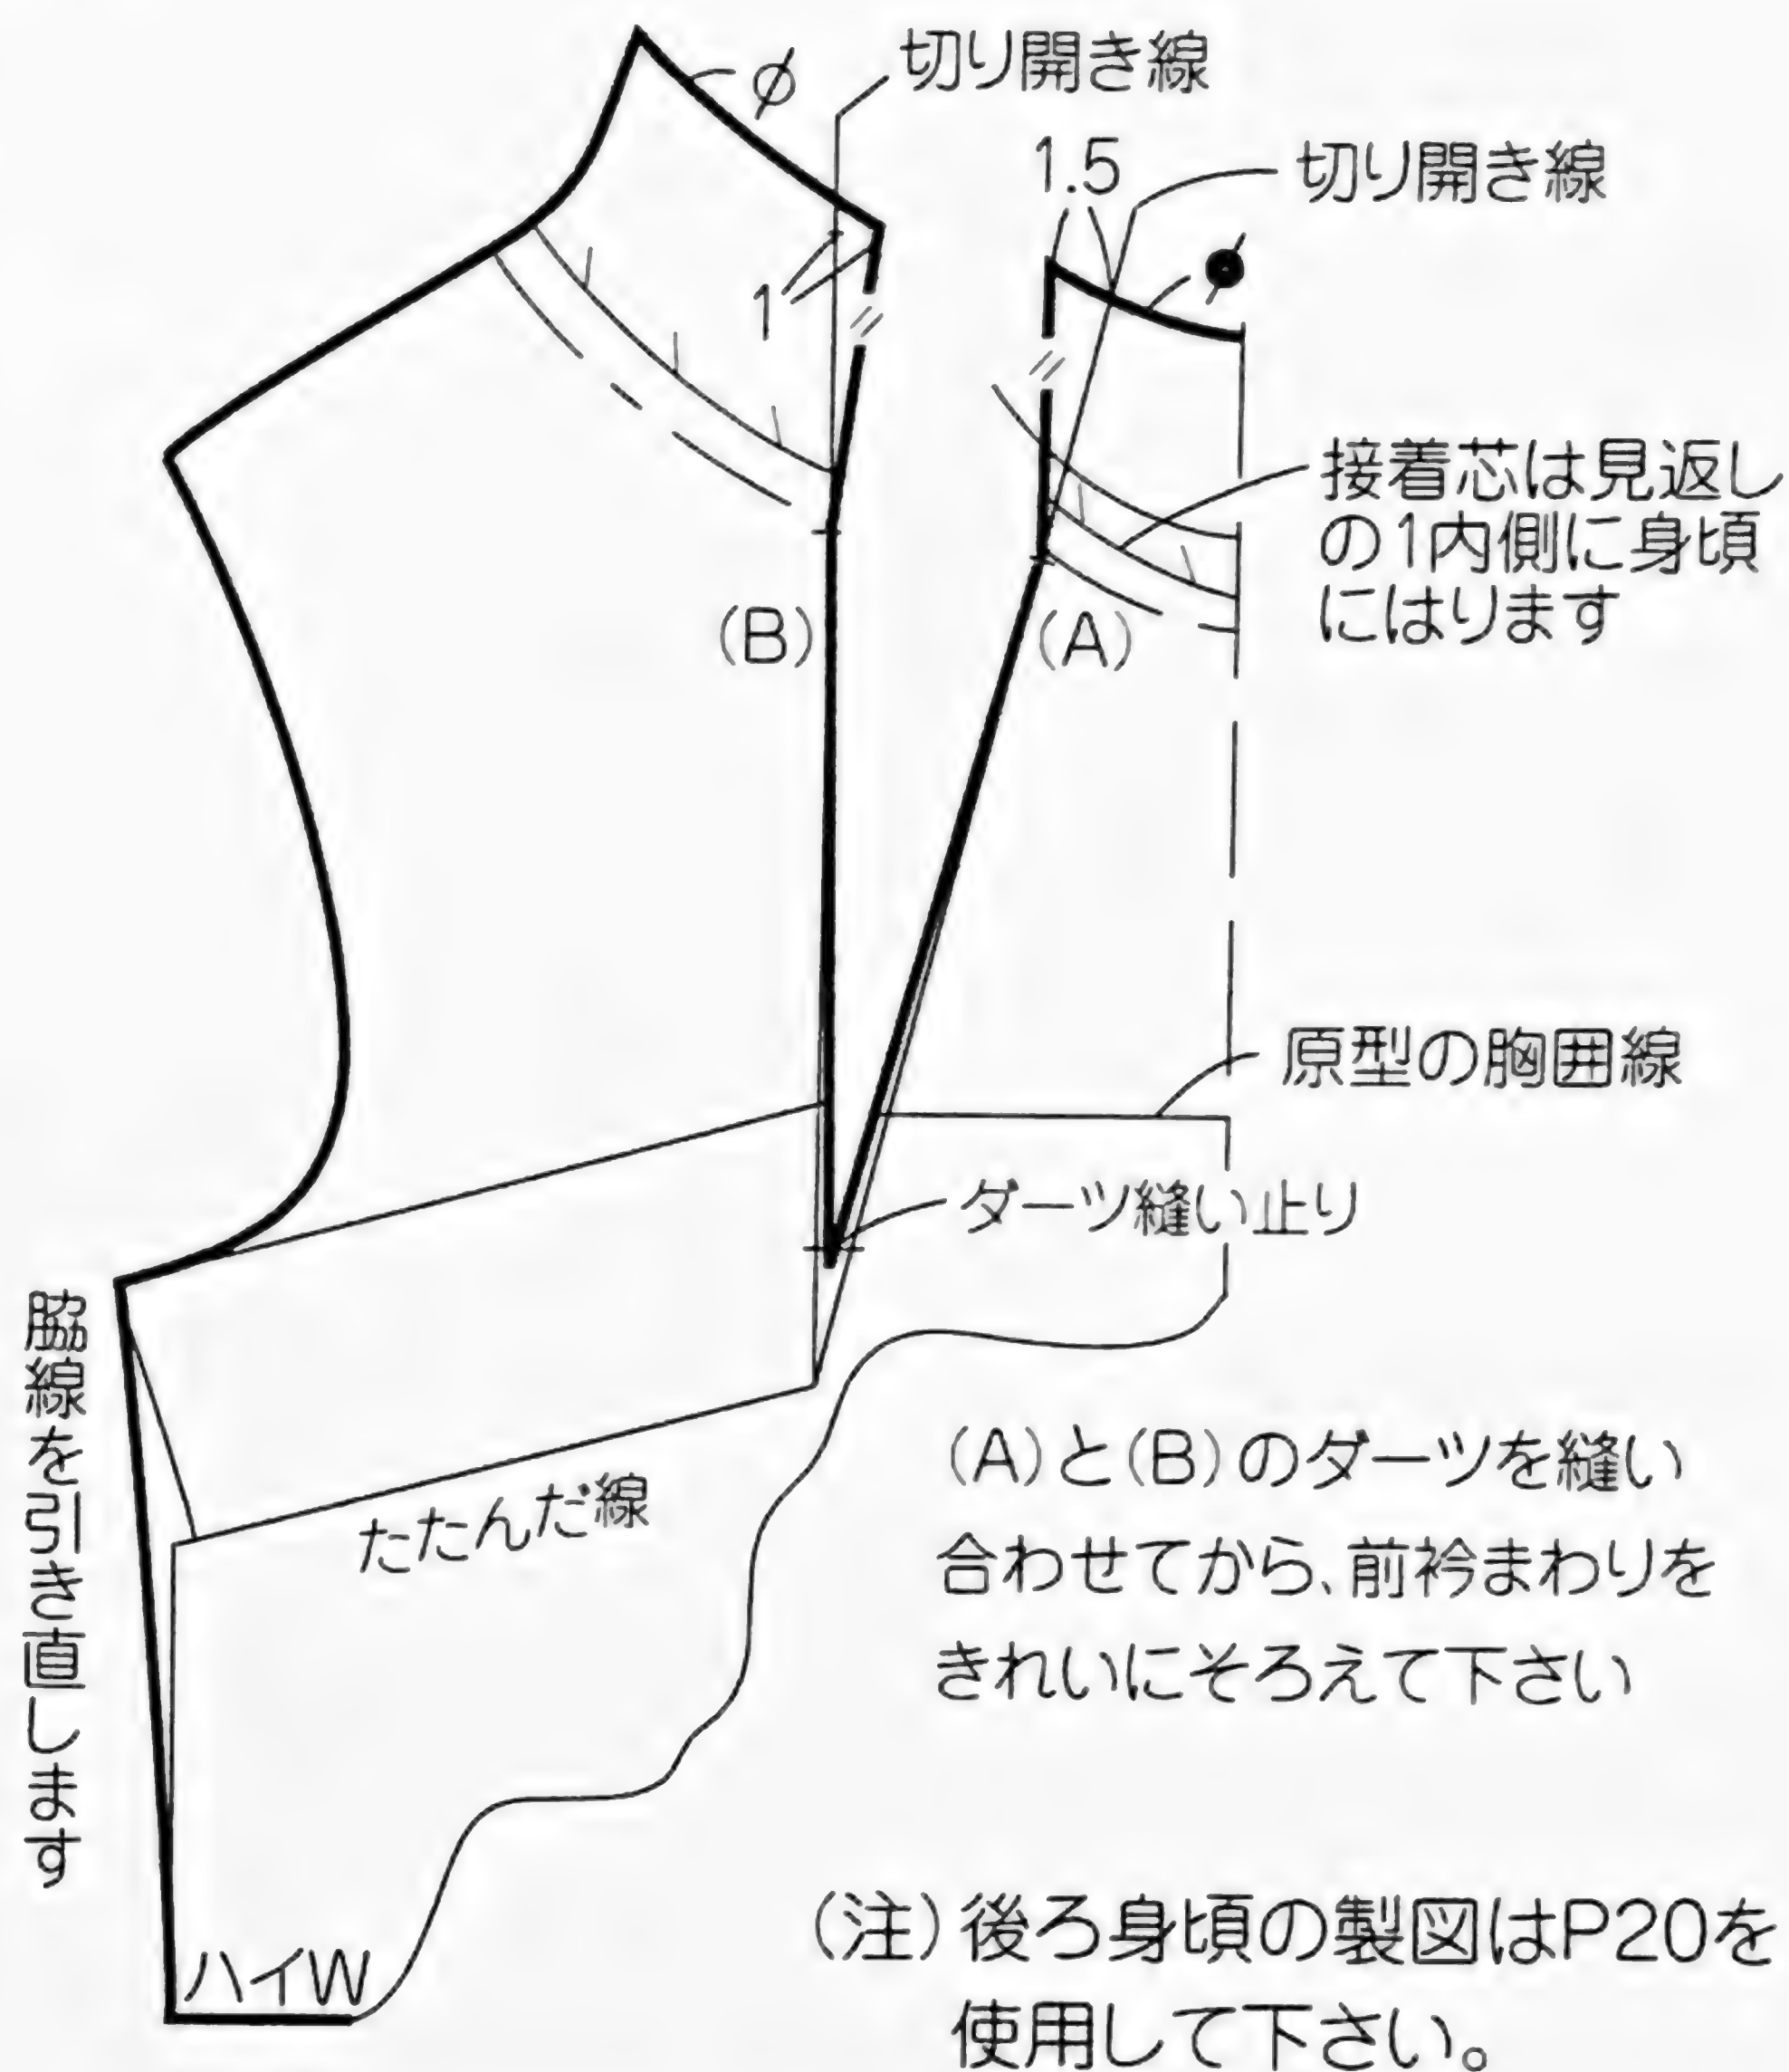 φ
切り開き線
1.5
切り開き線
1
接着芯は見返し
の1内側に身頃
にはります
(B)
(A)
原型の胸囲線
ダーツ縫い止り
脇線を引き直します
たたんだ線
(A)と(B)のダーツを縫い
合わせてから、前衿まわりを
きれいにそろえて下さい
ハイW
(注)後ろ身頃の製図はP20を
使用して下さい。